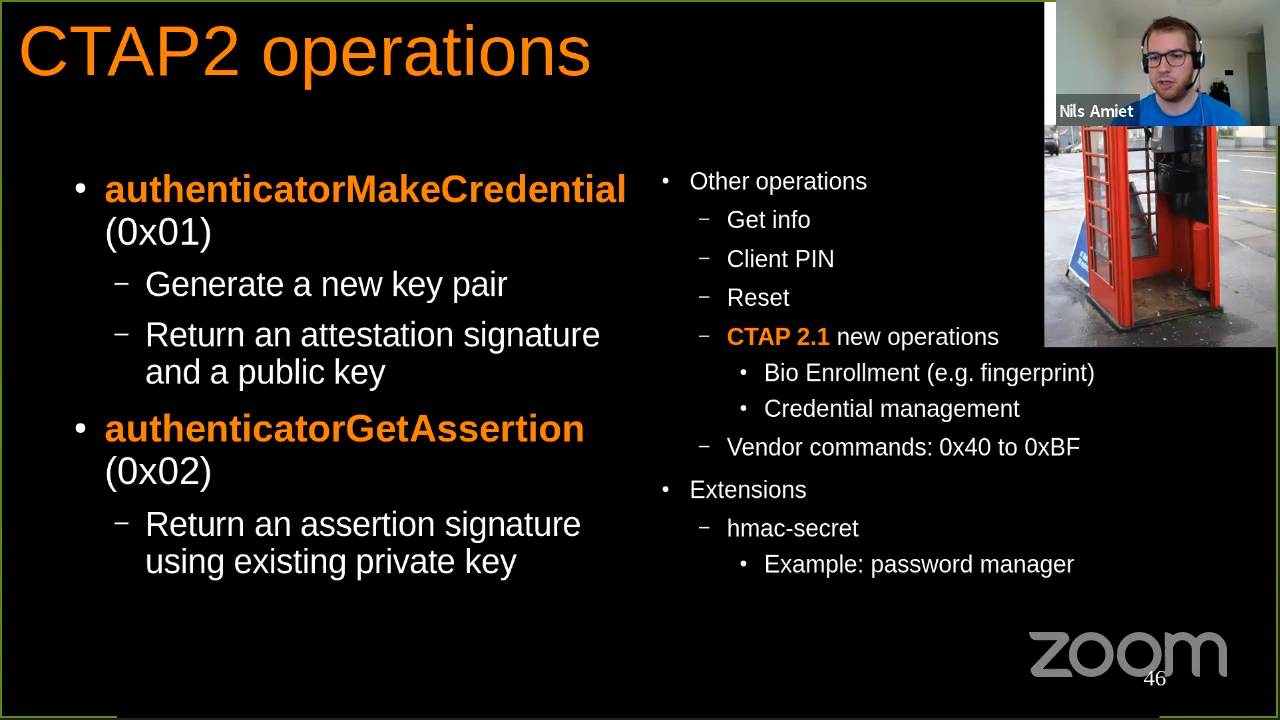 CTAP2 operations
Nils Amiet
• authenticatorMakeCredential
(0x01)
– Generate a new key pair
– Return an attestation signature
and a public key
• authenticatorGetAssertion
(0x02)
– Return an assertion signature
using existing private key
• Other operations
– Get info
– Client PIN
– Reset
– CTAP 2.1 new operations
• Bio Enrollment (e.g. fingerprint)
• Credential management
– Vendor commands: 0x40 to 0xBF
• Extensions
– hmac-secret
• Example: password manager
zoom
46